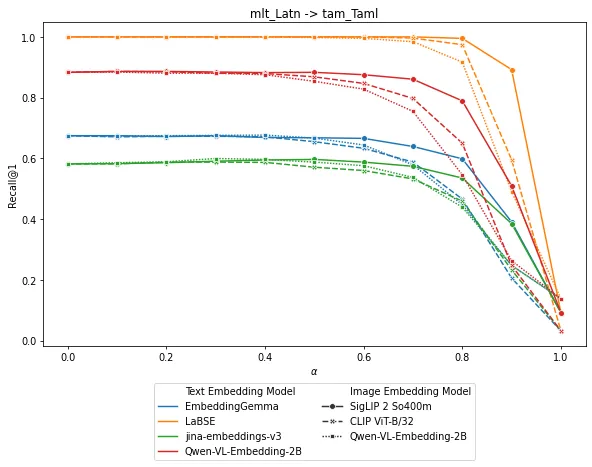 mlt_Latn -> tam_Taml
Recall@1
1.0
0.8
0.6
0.4
0.2
0.0
0.0 0.2 0.4 0.6 0.8 1.0
α
Text Embedding Model
EmbeddingGemma
LaBSE
jina-embeddings-v3
Qwen-VL-Embedding-2B
Image Embedding Model
SigLIP 2 So400m
CLIP ViT-B/32
Qwen-VL-Embedding-2B